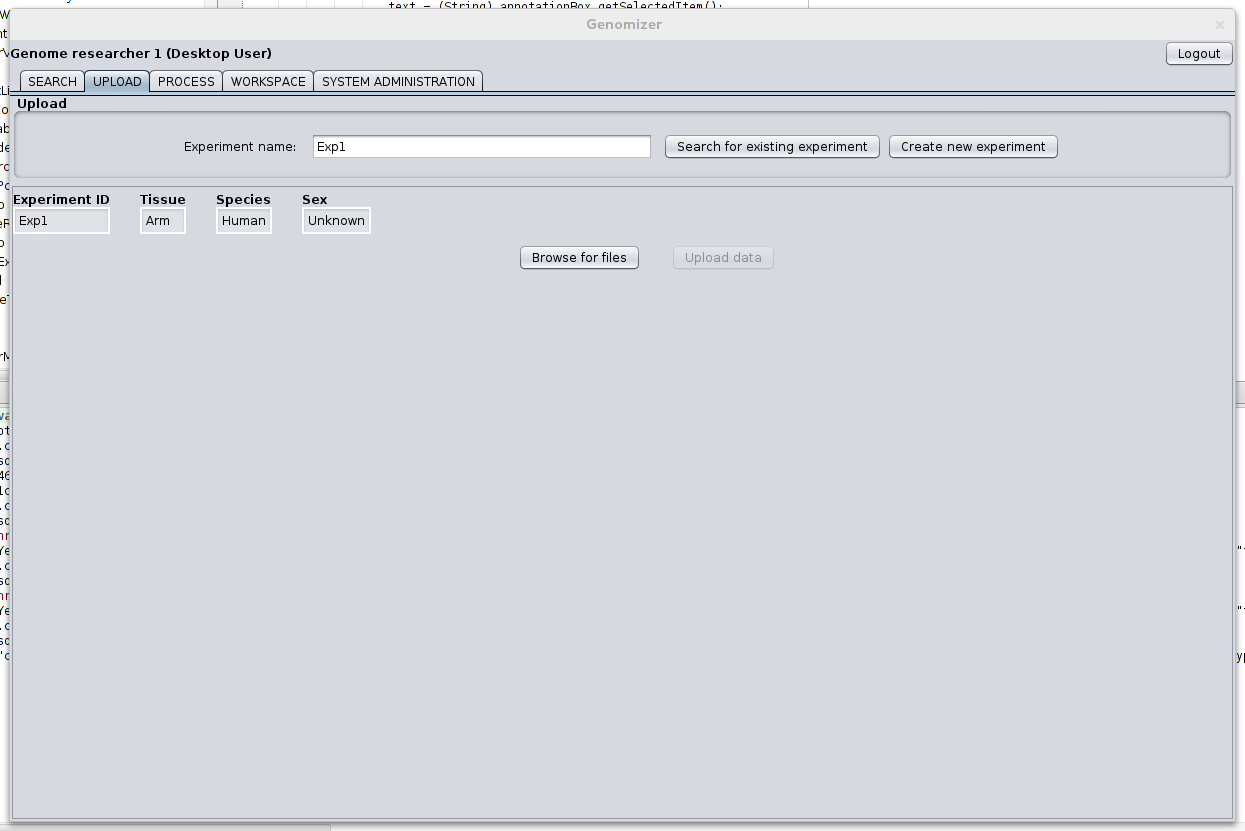 text = (String) annotationBox.getSelectedItem();
Genomizer
Genome researcher 1 (Desktop User)
Logout
SEARCH UPLOAD PROCESS WORKSPACE SYSTEM ADMINISTRATION
Upload
Experiment name: Exp1 Search for existing experiment Create new experiment
Experiment ID Tissue Species Sex
Exp1 Arm Human Unknown
Browse for files Upload data